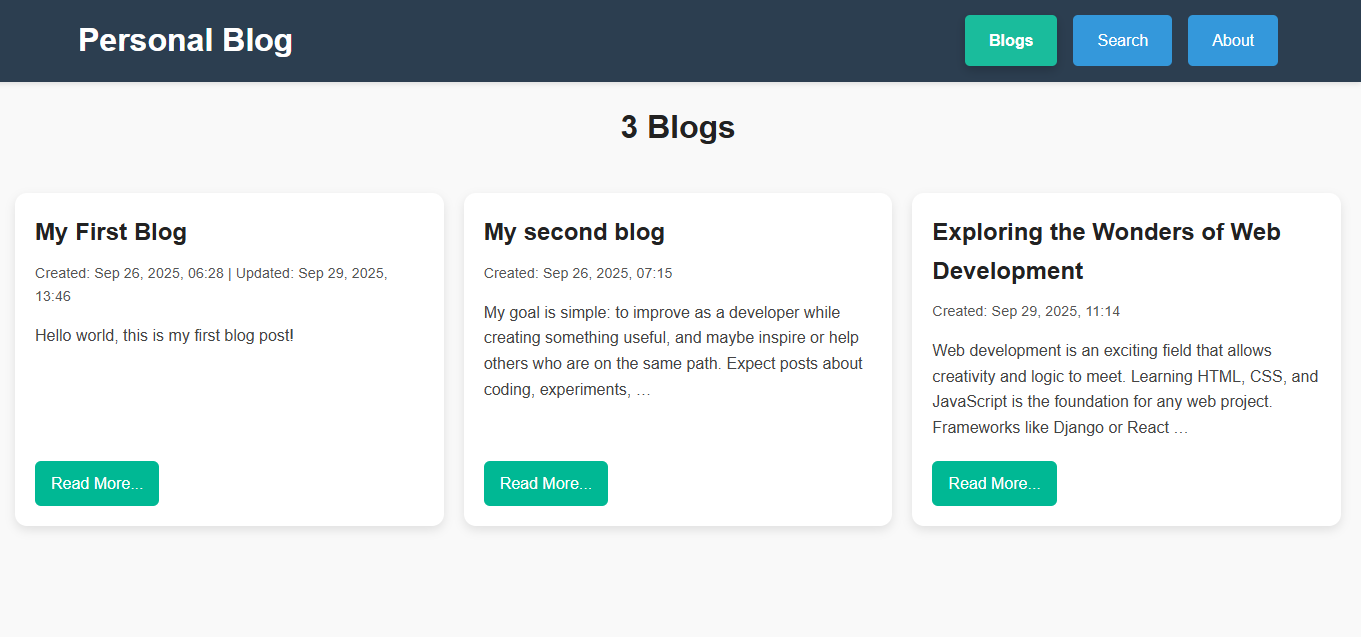 Personal Blog
Blogs
Search
About
3 Blogs
My First Blog
Created: Sep 26, 2025, 06:28 | Updated: Sep 29, 2025,
13:46
Hello world, this is my first blog post!
Read More...
My second blog
Created: Sep 26, 2025, 07:15
My goal is simple: to improve as a developer while
creating something useful, and maybe inspire or help
others who are on the same path. Expect posts about
coding, experiments, …
Read More...
Exploring the Wonders of Web
Development
Created: Sep 29, 2025, 11:14
Web development is an exciting field that allows
creativity and logic to meet. Learning HTML, CSS, and
JavaScript is the foundation for any web project.
Frameworks like Django or React …
Read More...